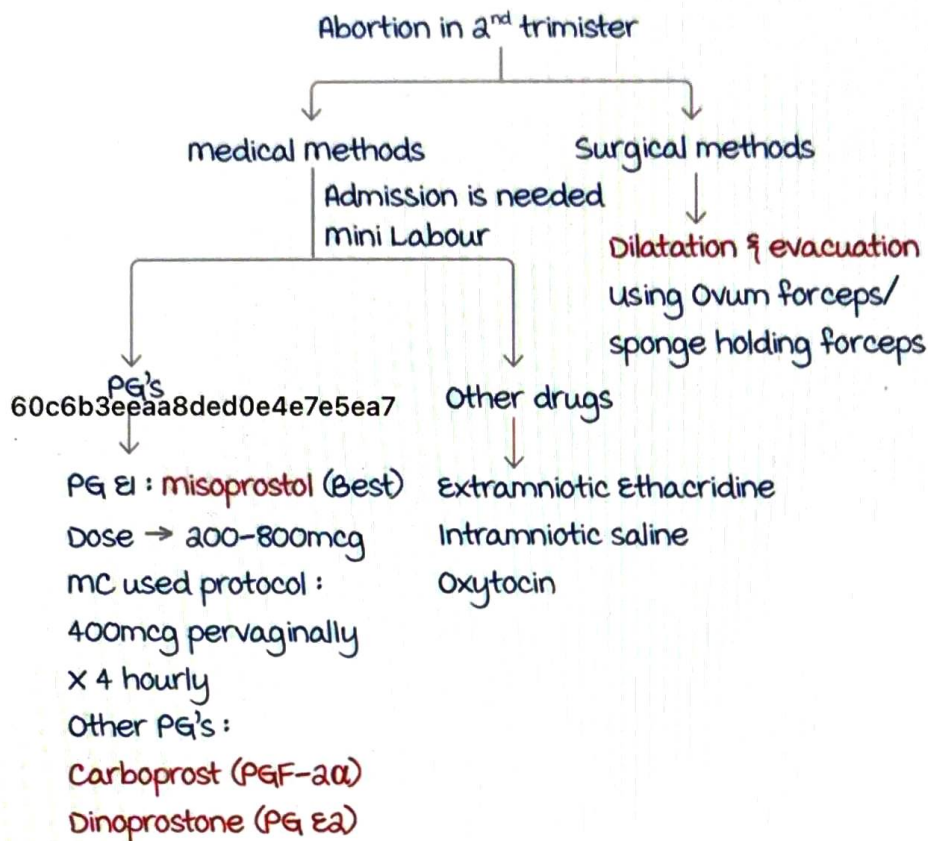 Abortion in 2nd trimister
medical methods
Surgical methods
Admission is needed
mini Labour
Dilatation & evacuation
using Ovum forceps/
sponge holding forceps
PG's
60c6b3eeaa8ded0e4e7e5ea7
Other drugs
PG E1 : misoprostol (Best)
Dose → 200-800mcg
mc used protocol :
400mcg pervaginally
x 4 hourly
Other PG's :
Carboprost (PGF-2α)
Dinoprostone (PG E2)
Extramniotic Ethacridine
Intramniotic saline
Oxytocin